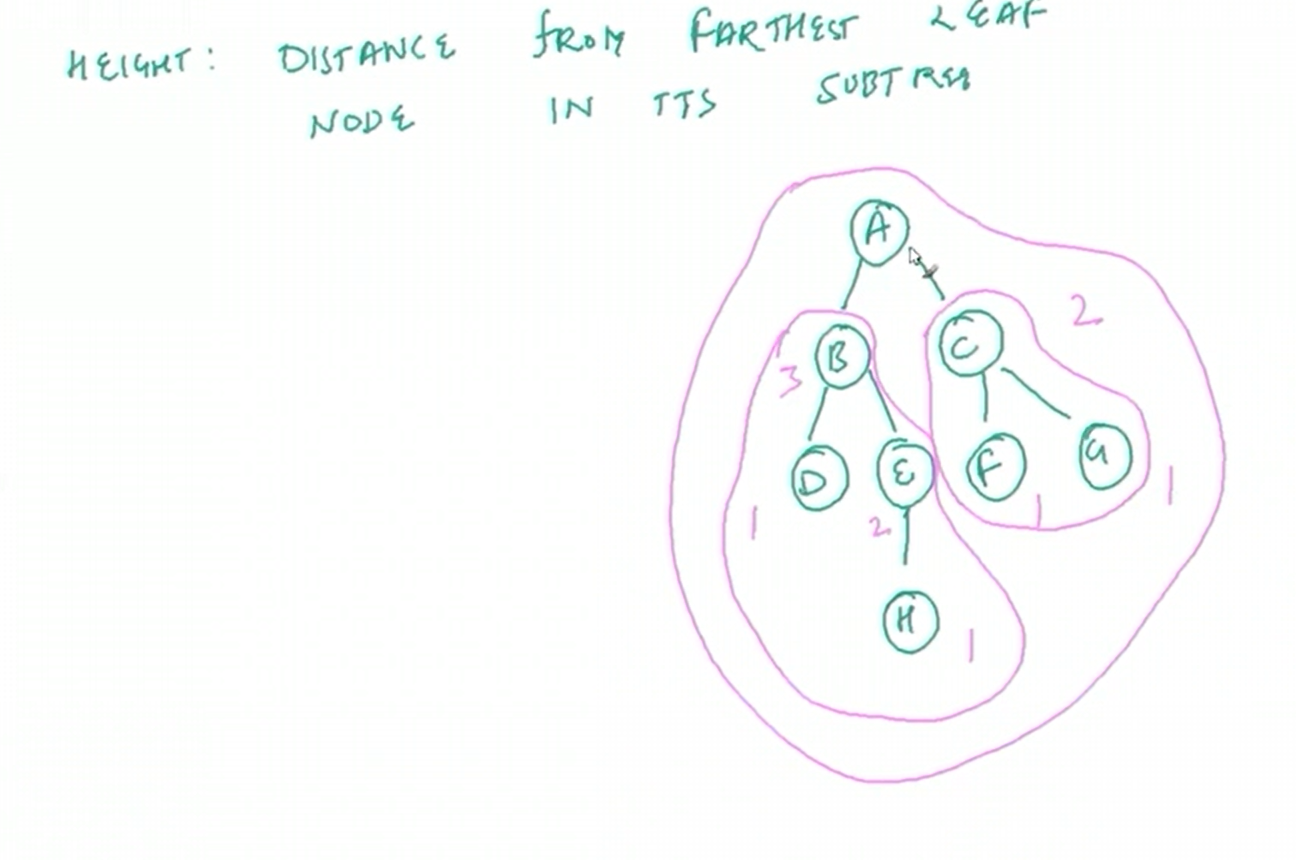 HEIGHT: DISTANCE FROM FARTHEST LEAF
NODE IN ITS SUBTREE
A
2
B
C
3
D
E
F
G
1
2
1
1
H
1